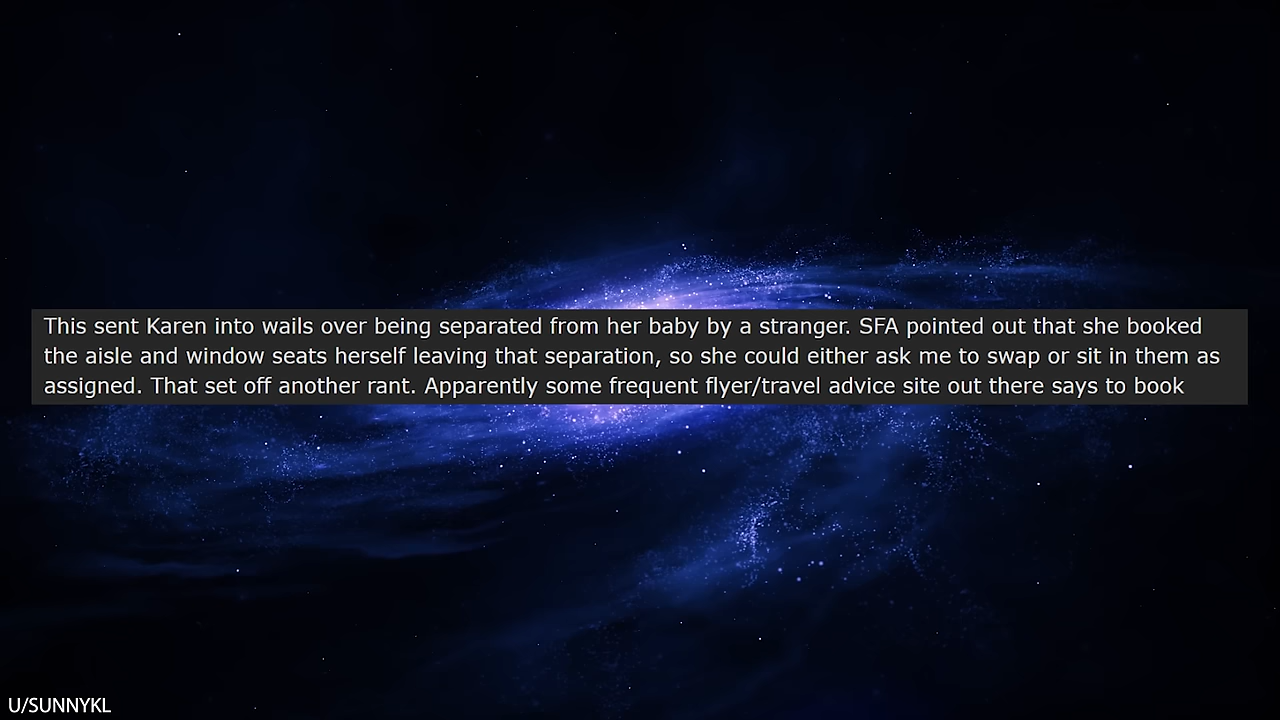 This sent Karen into wails over being separated from her baby by a stranger. SFA pointed out that she booked
the aisle and window seats herself leaving that separation, so she could either ask me to swap or sit in them as
assigned. That set off another rant. Apparently some frequent flyer/travel advice site out there says to book
U/SUNNYKL